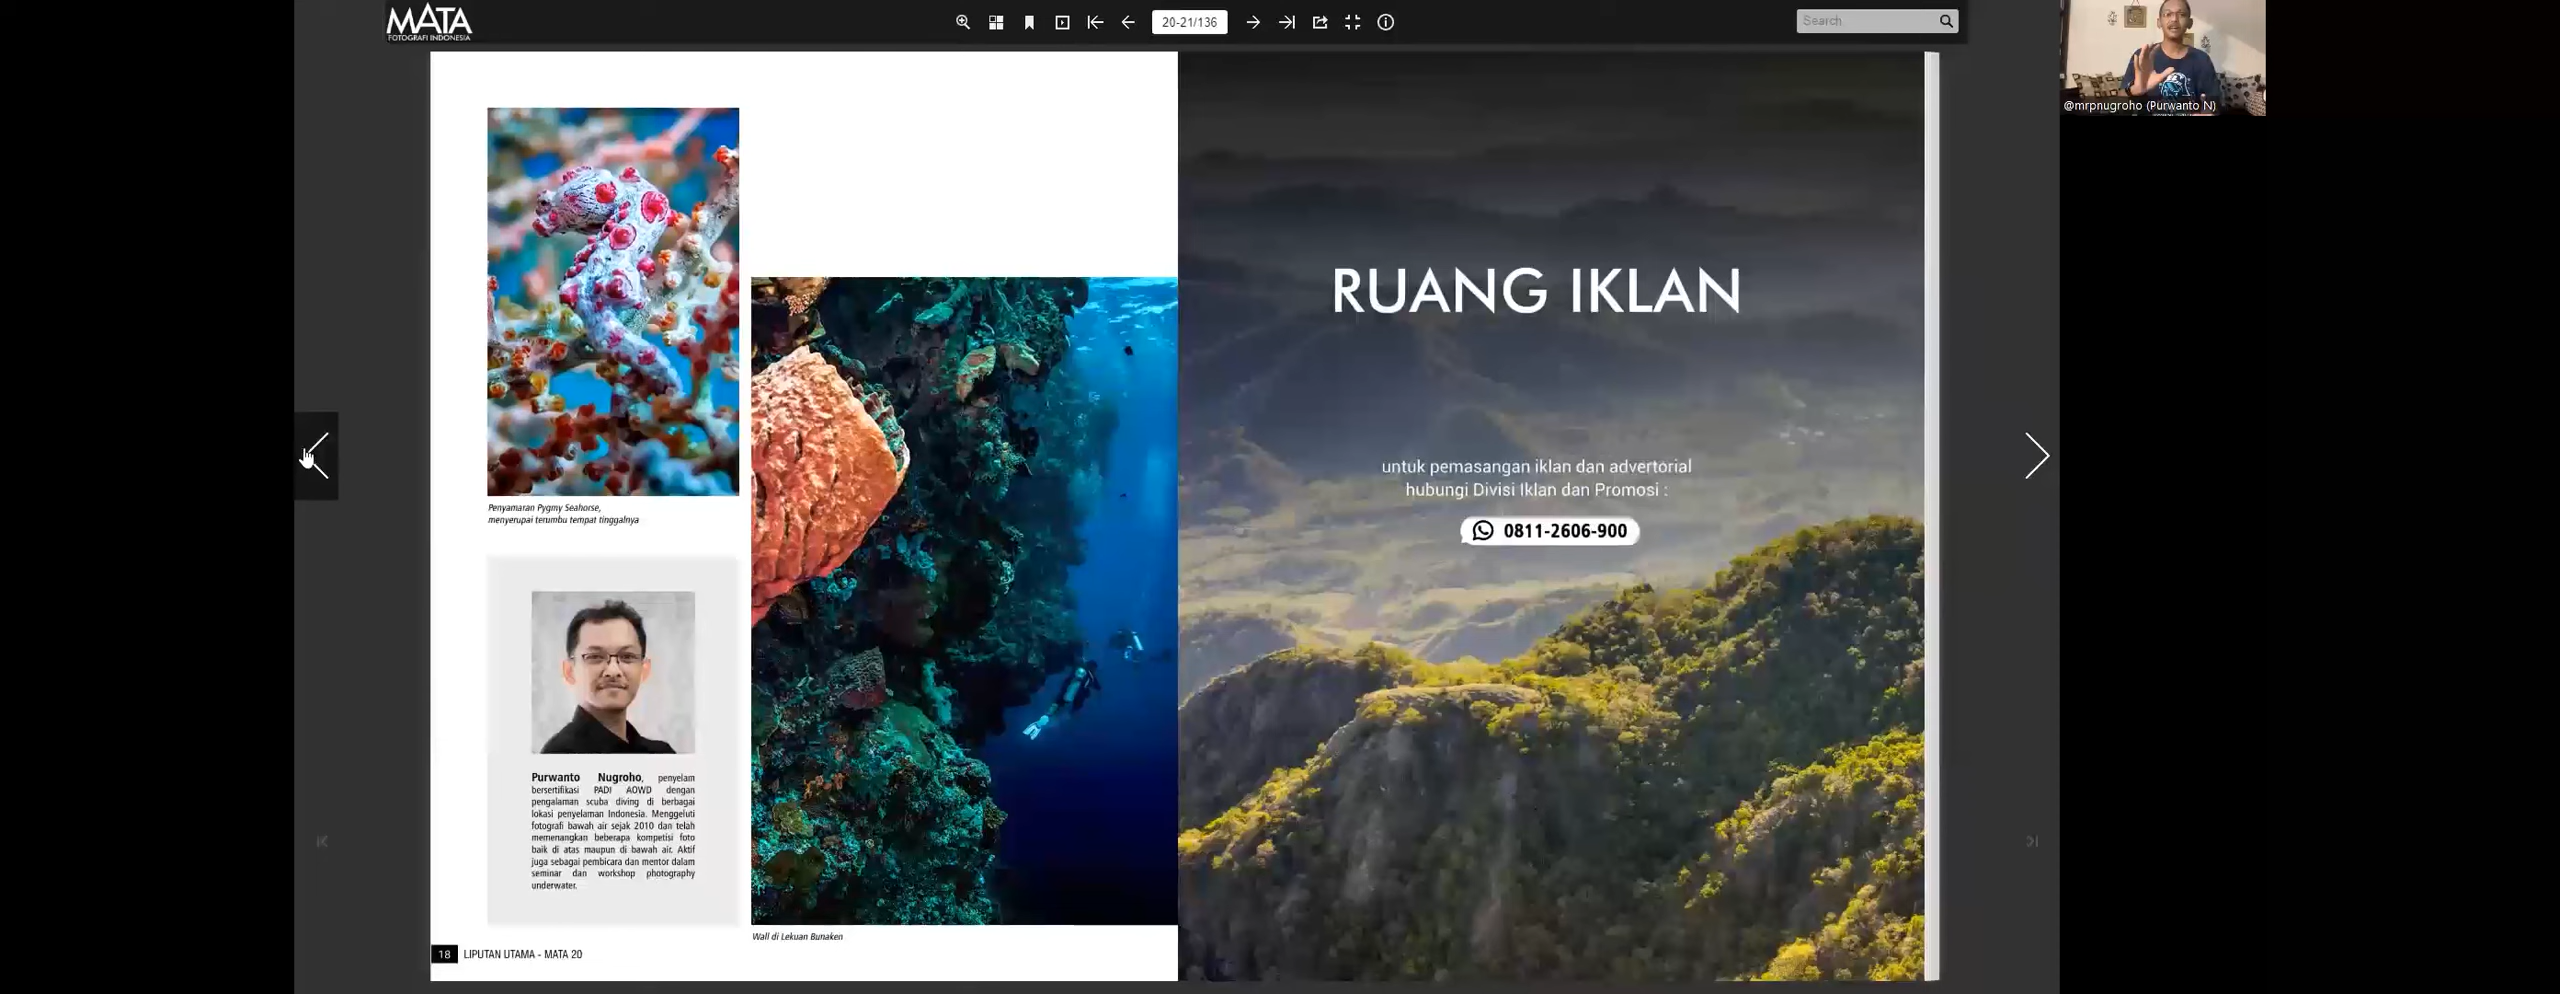 MATA
FOTOGRAFI INDONESIA
20-21/136
Search
@mrpnugroho (Purwanto N)
Penyamaran Pygmy Seahorse,
menyerupai terumbu tempat tinggalnya
Purwanto Nugroho, penyelam
bersertifikasi PADI AOWD dengan
pengalaman scuba diving di berbagai
lokasi penyelaman Indonesia. Menggeluti
fotografi bawah air sejak 2010 dan telah
memenangkan beberapa kompetisi foto
baik di atas maupun di bawah air. Aktif
juga sebagai pembicara dan mentor dalam
seminar dan workshop photography
underwater.
Wall di Lekuan Bunaken
18 LIPUTAN UTAMA - MATA 20
RUANG IKLAN
untuk pemasangan iklan dan advertorial
hubungi Divisi Iklan dan Promosi :
0811-2606-900